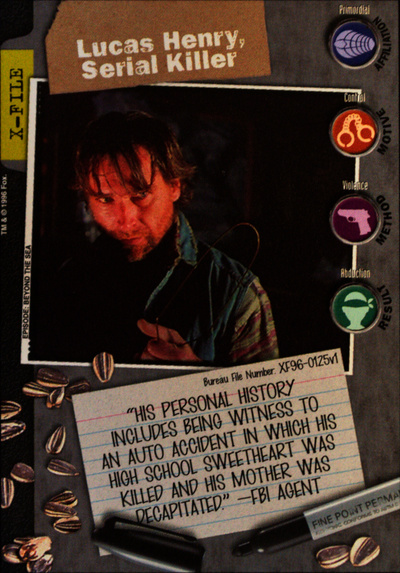 Primordial
AFFILIATION
Lucas Henry,
Serial Killer
X-FILE
Control
MOTIVE
TM & © 1996 Fox.
Violence
METHOD
EPISODE: BEYOND THE SEA
Abduction
RESULT
Bureau File Number: XF96-0125v1
"HIS PERSONAL HISTORY
INCLUDES BEING WITNESS TO
AN AUTO ACCIDENT IN WHICH HIS
HIGH SCHOOL SWEETHEART WAS
KILLED AND HIS MOTHER WAS
DECAPITATED." —FBI AGENT
FINE POINT PERMA